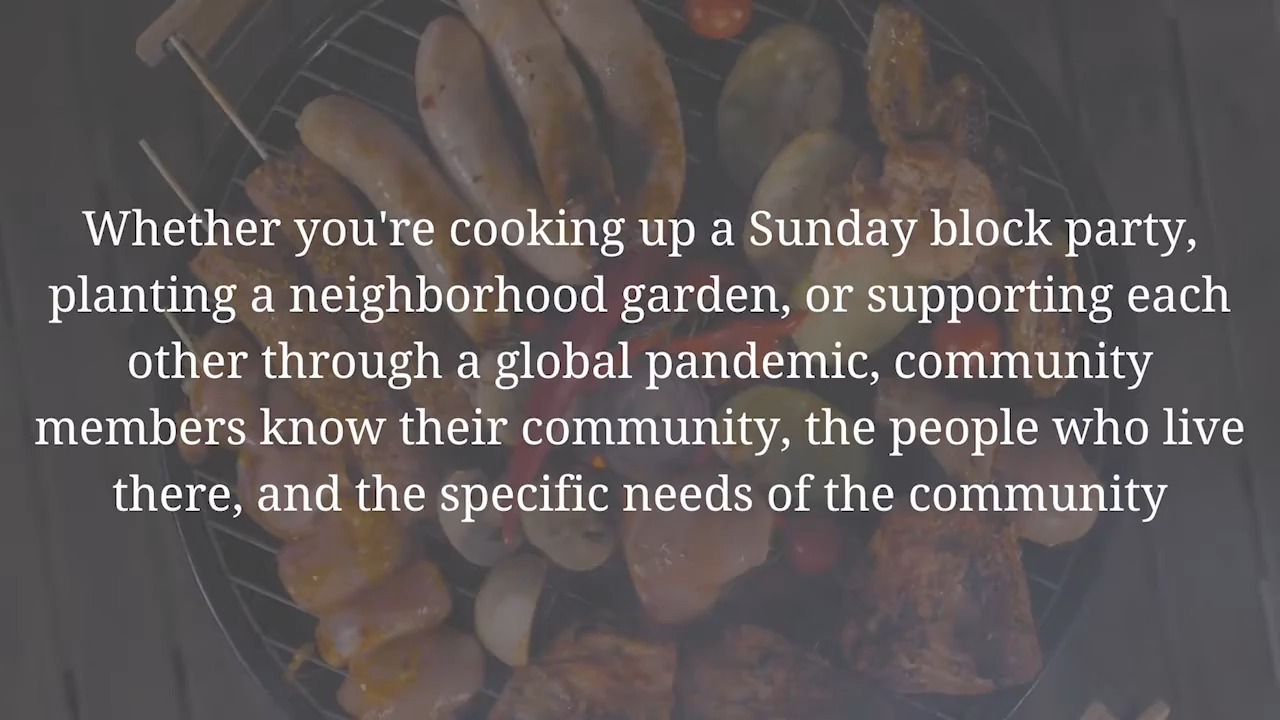 Whether you're cooking up a Sunday block party,
planting a neighborhood garden, or supporting each
other through a global pandemic, community
members know their community, the people who live
there, and the specific needs of the community